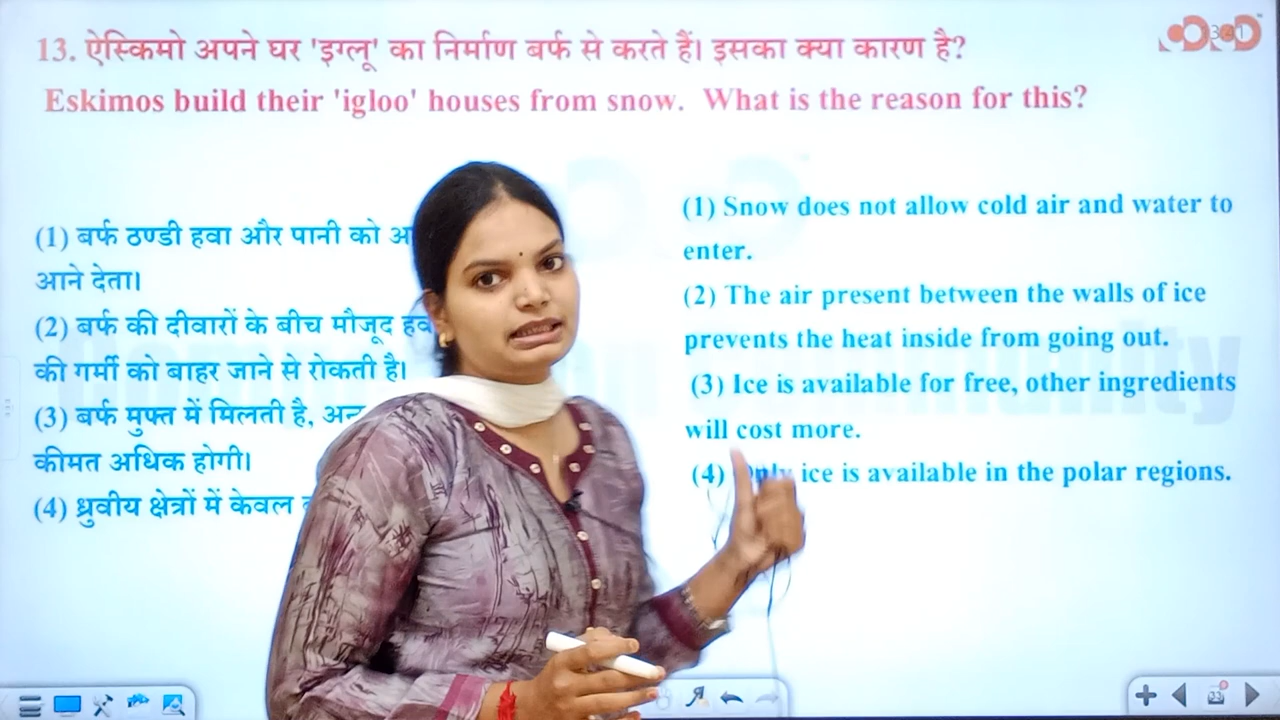 13. ऐस्किमो अपने घर 'इग्लू' का निर्माण बर्फ से करते हैं। इसका क्या कारण है?
Eskimos build their 'igloo' houses from snow. What is the reason for this?
(1) बर्फ ठण्डी हवा और पानी को
आने देता।
(2) बर्फ की दीवारों के बीच मौजूद
की गर्मी को बाहर जाने से रोकती है।
(3) बर्फ मुफ्त में मिलती है,
कीमत अधिक होगी।
(4) ध्रुवीय क्षेत्रों में केवल
(1) Snow does not allow cold air and water to
enter.
(2) The air present between the walls of ice
prevents the heat inside from going out.
(3) Ice is available for free, other ingredients
will cost more.
(4) Only ice is available in the polar regions.